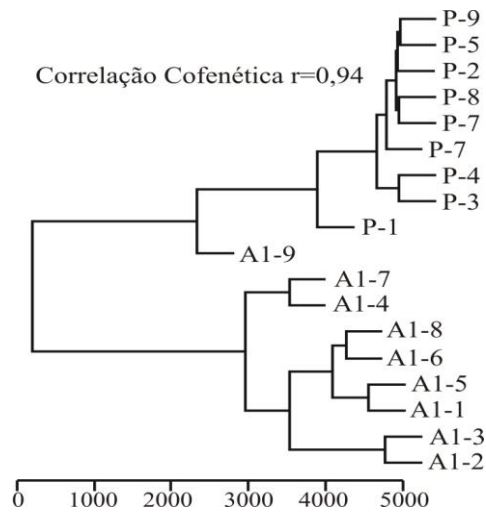 P-9
P-5
P-2
Correlação Cofenética r=0,94
P-8
P-7
P-7
P-4
P-3
P-1
A1-9
A1-7
A1-4
A1-8
A1-6
A1-5
A1-1
A1-3
A1-2
0 1000 2000 3000 4000 5000